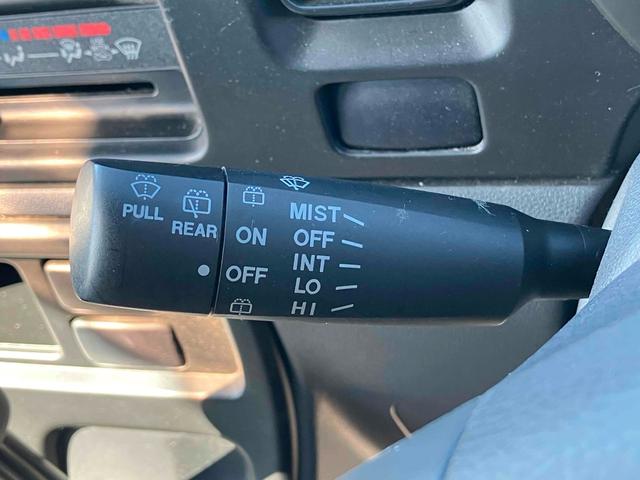 PULL
REAR
ON
OFF
MIST
OFF
INT
LO
HI